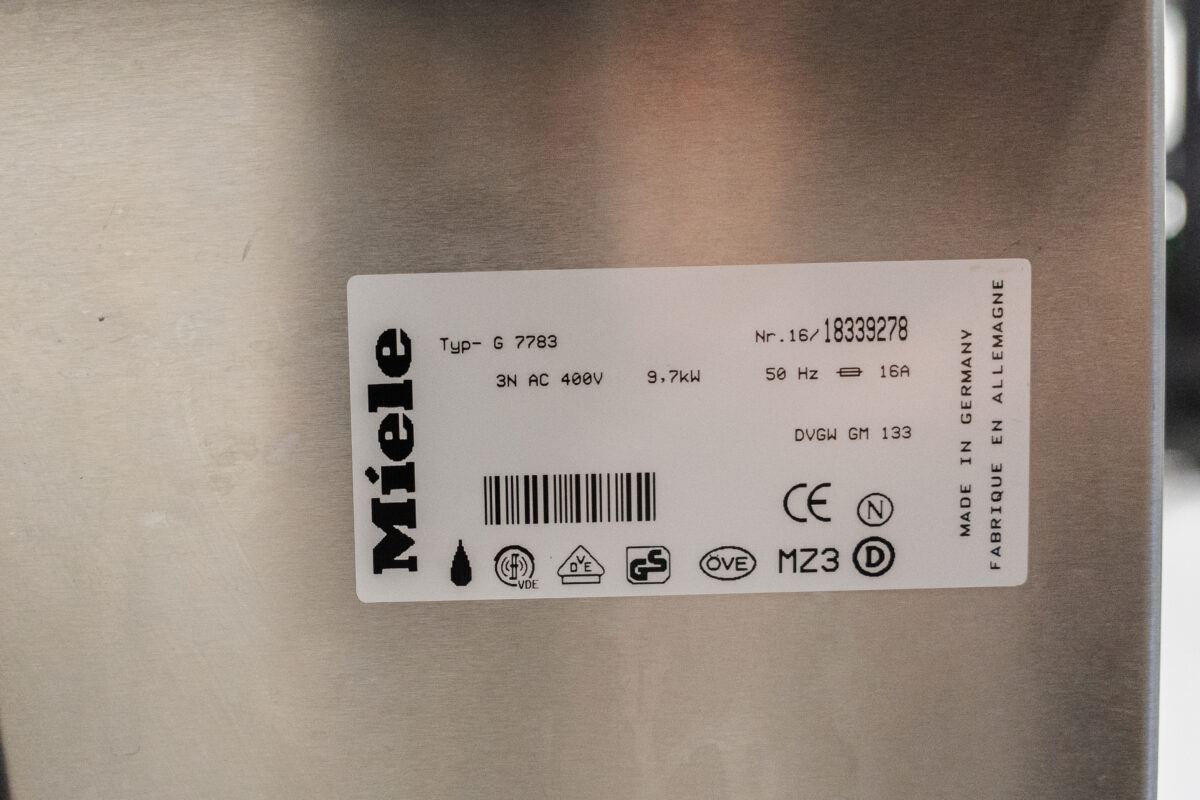 Miele
Typ- G 7783
Nr.16/18339278
3N AC 400V 9,7kW 50 Hz 16A
DVGW GM 133
CE N
VDE DVE GS ÖVE MZ3 D
MADE IN GERMANY
FABRIQUE EN ALLEMAGNE